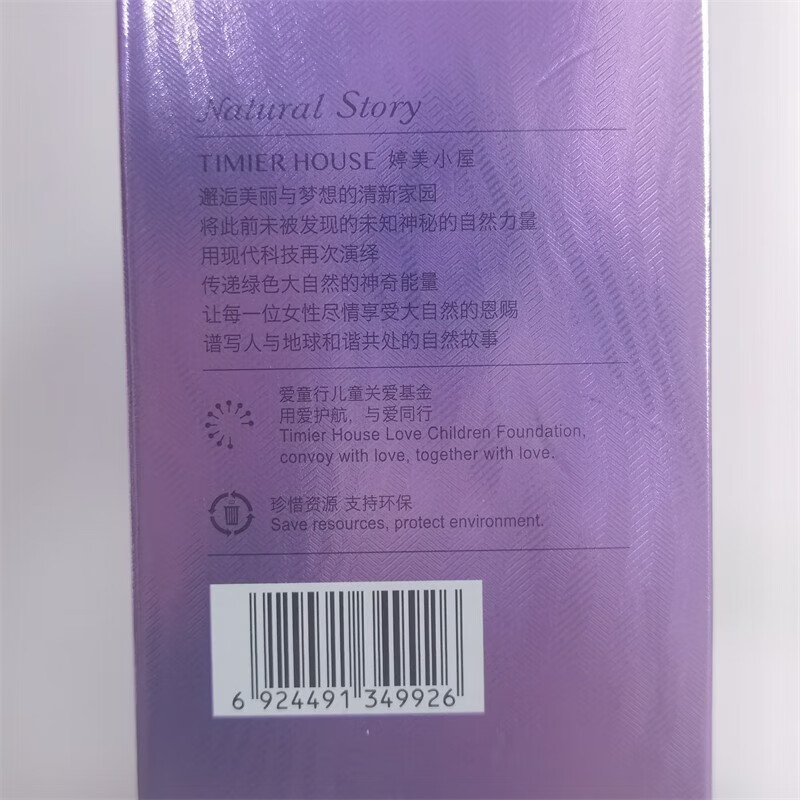 Natural Story
TIMIER HOUSE 婷美小屋
邂逅美丽与梦想的清新家园
将此前未被发现的未知神秘的自然力量
用现代科技再次演绎
传递绿色大自然的神奇能量
让每一位女性尽情享受大自然的恩赐
谱写人与地球和谐共处的自然故事
爱童行儿童关爱基金
用爱护航，与爱同行
Timier House Love Children Foundation,
convoy with love, together with love.
珍惜资源 支持环保
Save resources, protect environment.
6 924491 349926